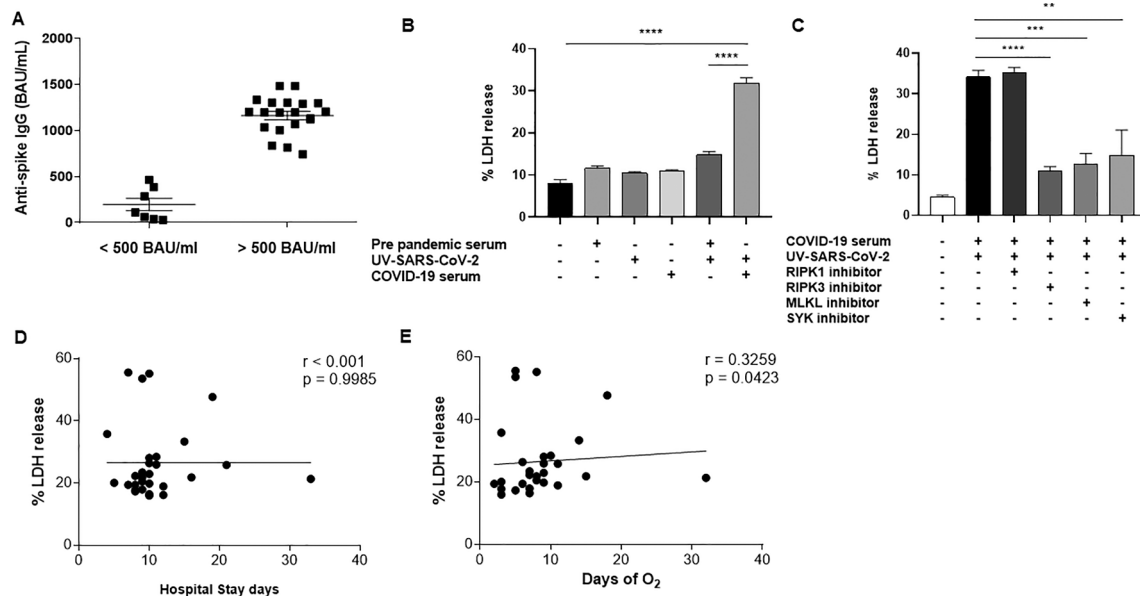 A
Anti-spike IgG (BAU/mL)
2000
1500
1000
500
0
< 500 BAU/ml
> 500 BAU/ml
B
% LDH release
40
30
20
10
0
****
****
Pre pandemic serum - + - - + -
UV-SARS-CoV-2 - - + - + +
COVID-19 serum - - - + - +
C
% LDH release
40
30
20
10
0
**
***
****
COVID-19 serum - + + + + +
UV-SARS-CoV-2 - + + + + +
RIPK1 inhibitor - - + - - -
RIPK3 inhibitor - - - + - -
MLKL inhibitor - - - - + -
SYK inhibitor - - - - - +
D
% LDH release
60
40
20
0
r < 0.001
p = 0.9985
0 10 20 30 40
Hospital Stay days
E
% LDH release
60
40
20
0
r = 0.3259
p = 0.0423
0 10 20 30 40
Days of O₂